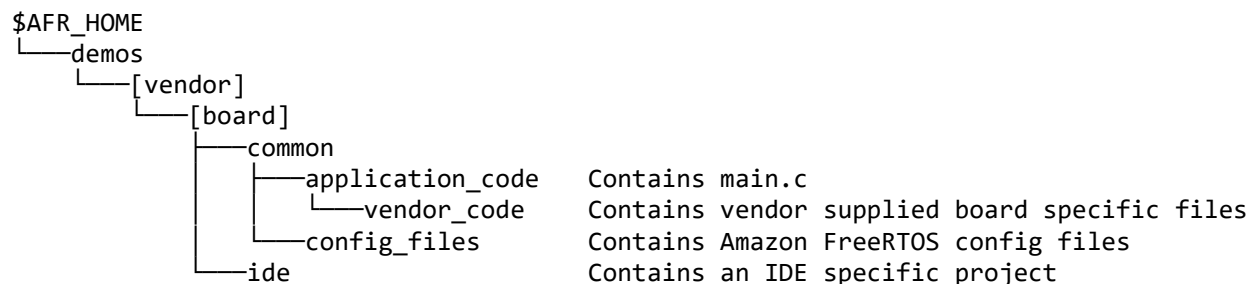 $AFR_HOME
└───demos
    └───[vendor]
        └───[board]
            ├───common
            │   ├───application_code   Contains main.c
            │   │   └───vendor_code    Contains vendor supplied board specific files
            │   └───config_files       Contains Amazon FreeRTOS config files
            └───ide                    Contains an IDE specific project